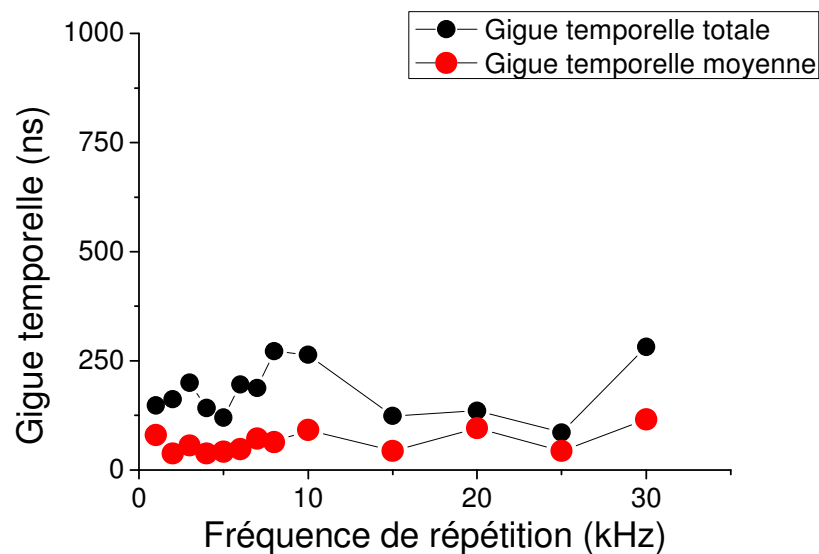 Gigue temporelle totale
Gigue temporelle moyenne
1000
750
500
250
0
Gigue temporelle (ns)
0 10 20 30
Fréquence de répétition (kHz)